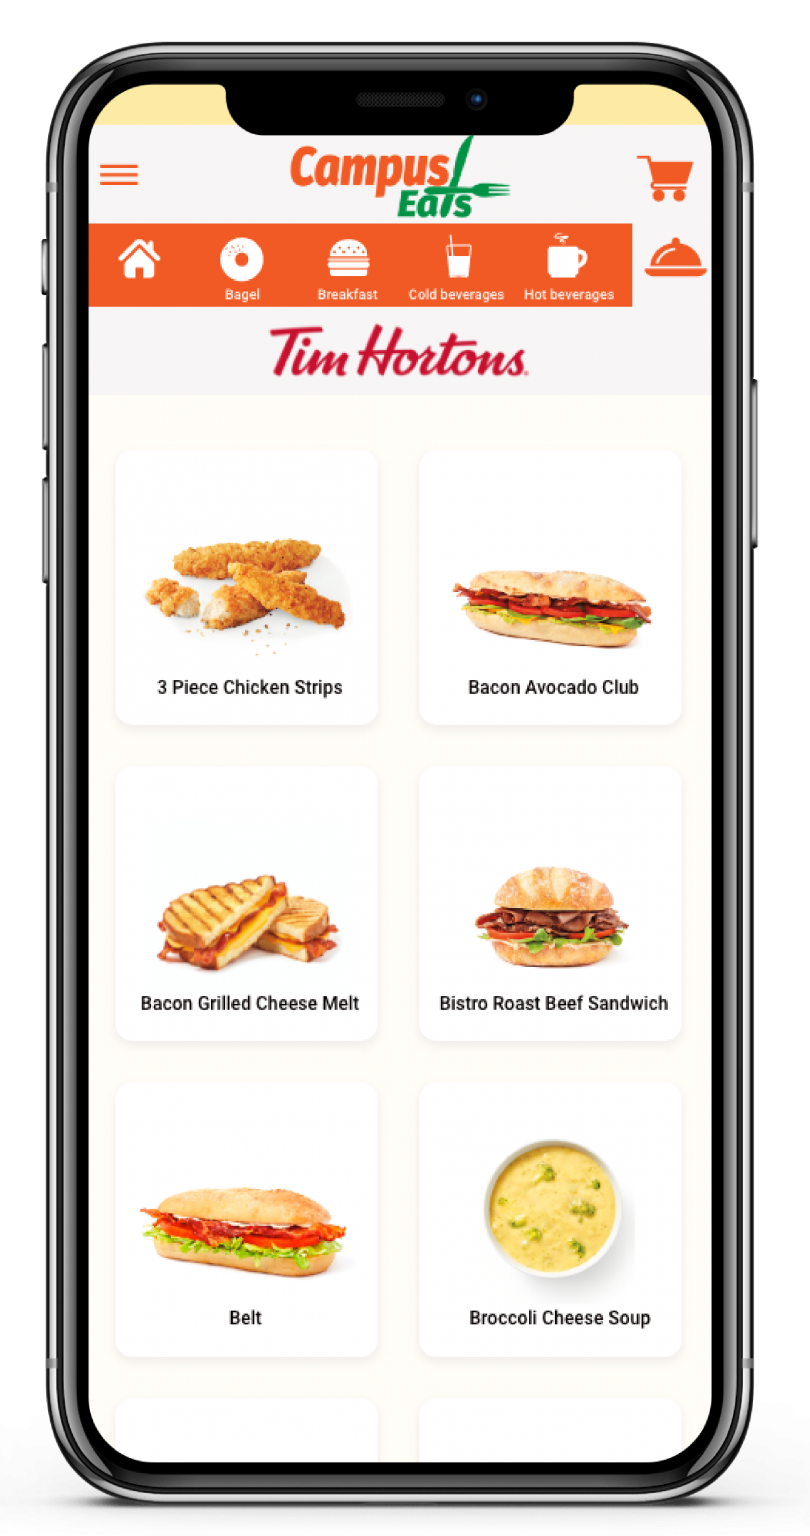 Campus
Eats
Bagel
Breakfast
Cold beverages
Hot beverages
Tim Hortons
3 Piece Chicken Strips
Bacon Avocado Club
Bacon Grilled Cheese Melt
Bistro Roast Beef Sandwich
Belt
Broccoli Cheese Soup